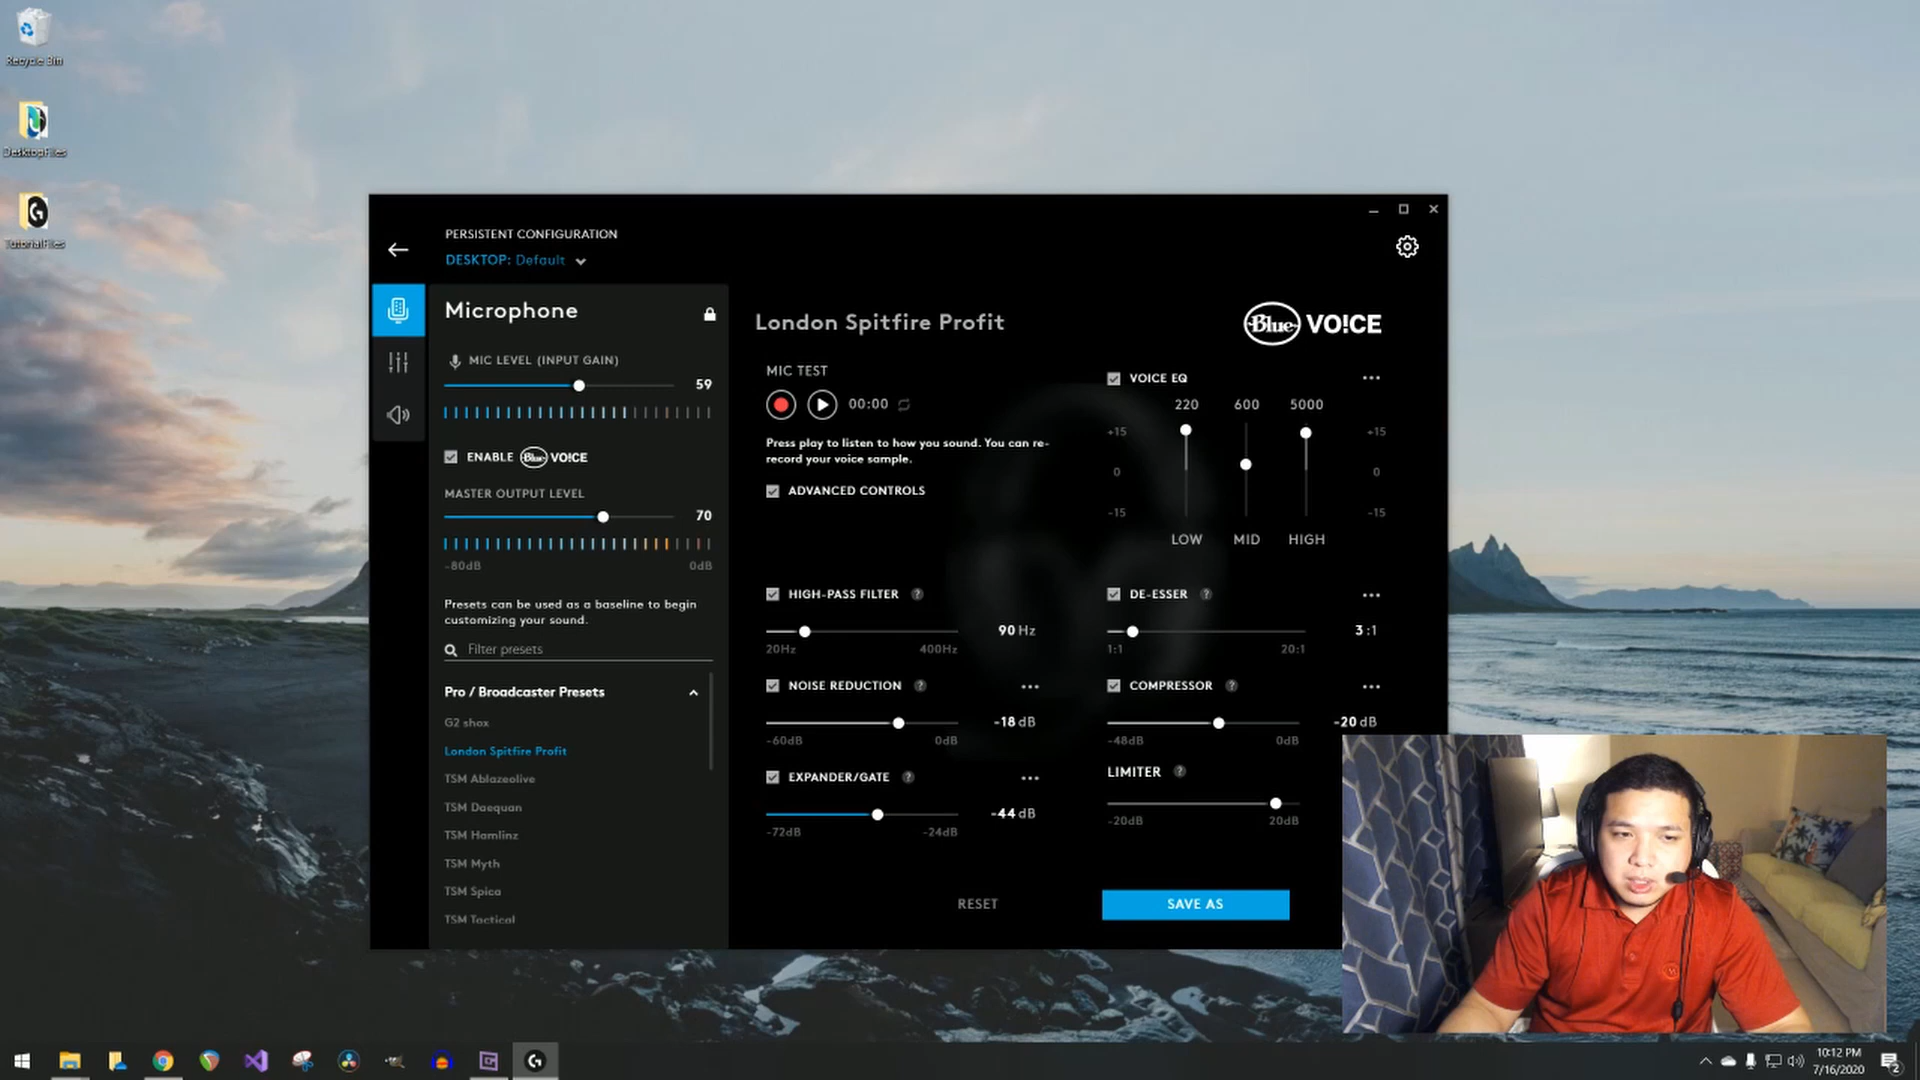 Recycle Bin
DesktopFiles
TutorialFiles
PERSISTENT CONFIGURATION
DESKTOP: Default
Microphone
MIC LEVEL (INPUT GAIN)
59
ENABLE Blue VO!CE
MASTER OUTPUT LEVEL
70
-80dB 0dB
Presets can be used as a baseline to begin
customizing your sound.
Filter presets
Pro / Broadcaster Presets
G2 shox
London Spitfire Profit
TSM Ablazeolive
TSM Daequan
TSM Hamlinz
TSM Myth
TSM Spica
TSM Tactical
London Spitfire Profit
Blue VO!CE
MIC TEST
00:00
Press play to listen to how you sound. You can re-
record your voice sample.
ADVANCED CONTROLS
VOICE EQ
220 600 5000
+15 +15
0 0
-15 -15
LOW MID HIGH
HIGH-PASS FILTER ?
90 Hz
20Hz 400Hz
DE-ESSER ?
3 :1
1:1 20:1
NOISE REDUCTION ?
-18 dB
-60dB 0dB
COMPRESSOR ?
-20 dB
-48dB 0dB
EXPANDER/GATE ?
-44 dB
-72dB -24dB
LIMITER ?
-20dB 20dB
RESET
SAVE AS
10:12 PM
7/16/2020
2